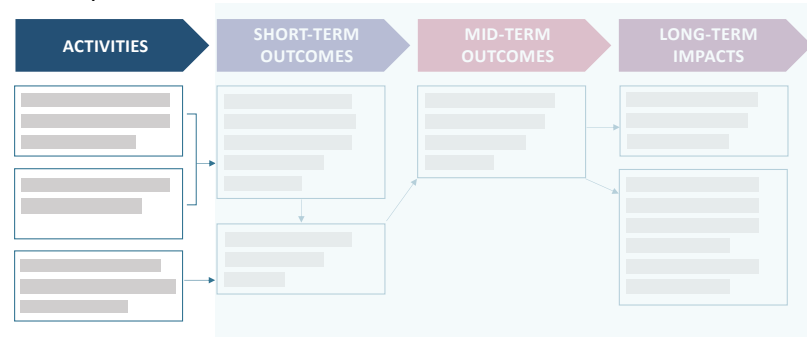 ACTIVITIES
SHORT-TERM
OUTCOMES
MID-TERM
OUTCOMES
LONG-TERM
IMPACTS